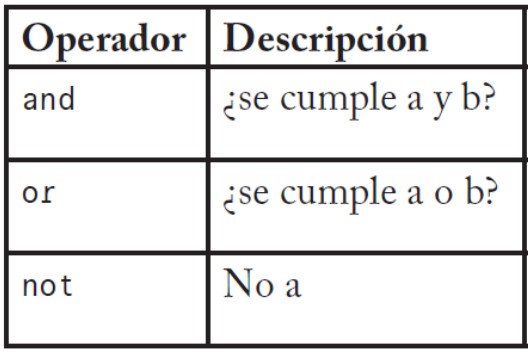 Operador Descripción
and ¿se cumple a y b?
or ¿se cumple a o b?
not No a